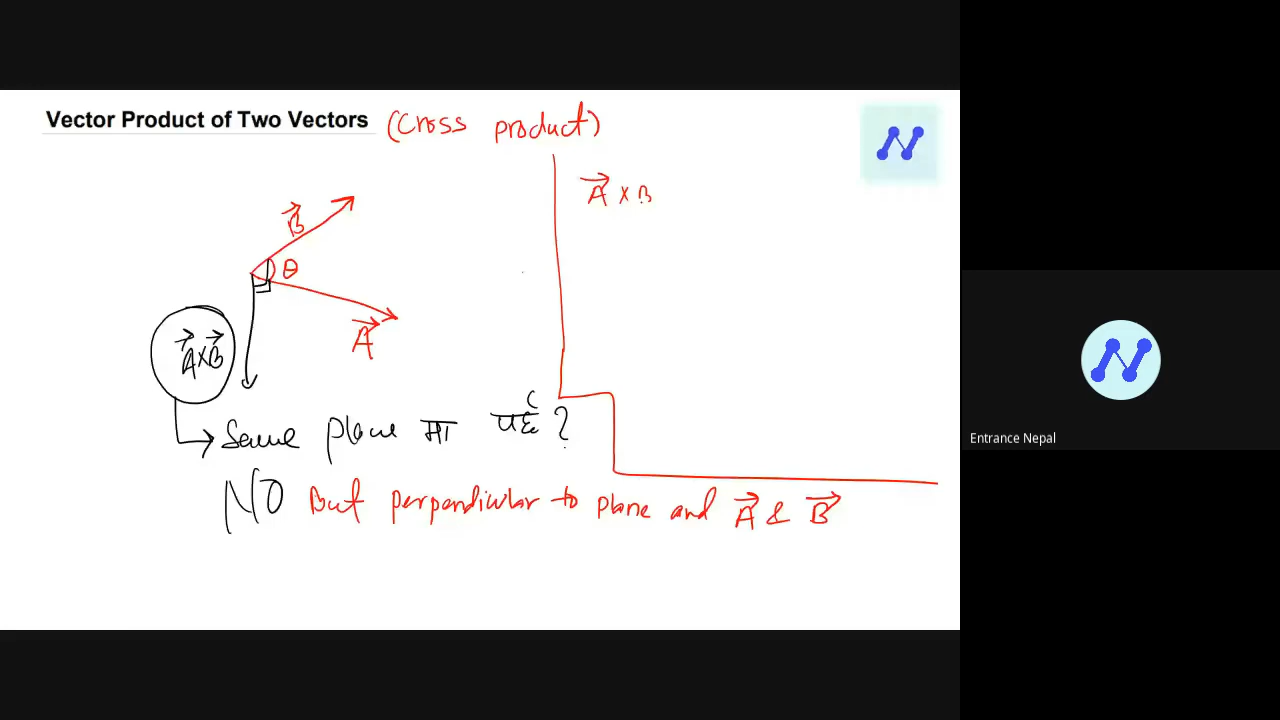 Vector Product of Two Vectors (Cross product)
A⃗ × B
B⃗
θ
A⃗
A⃗×B⃗
→ Same plane मा पर्छ ?
NO But perpendicular to plane and A⃗ & B⃗
Entrance Nepal